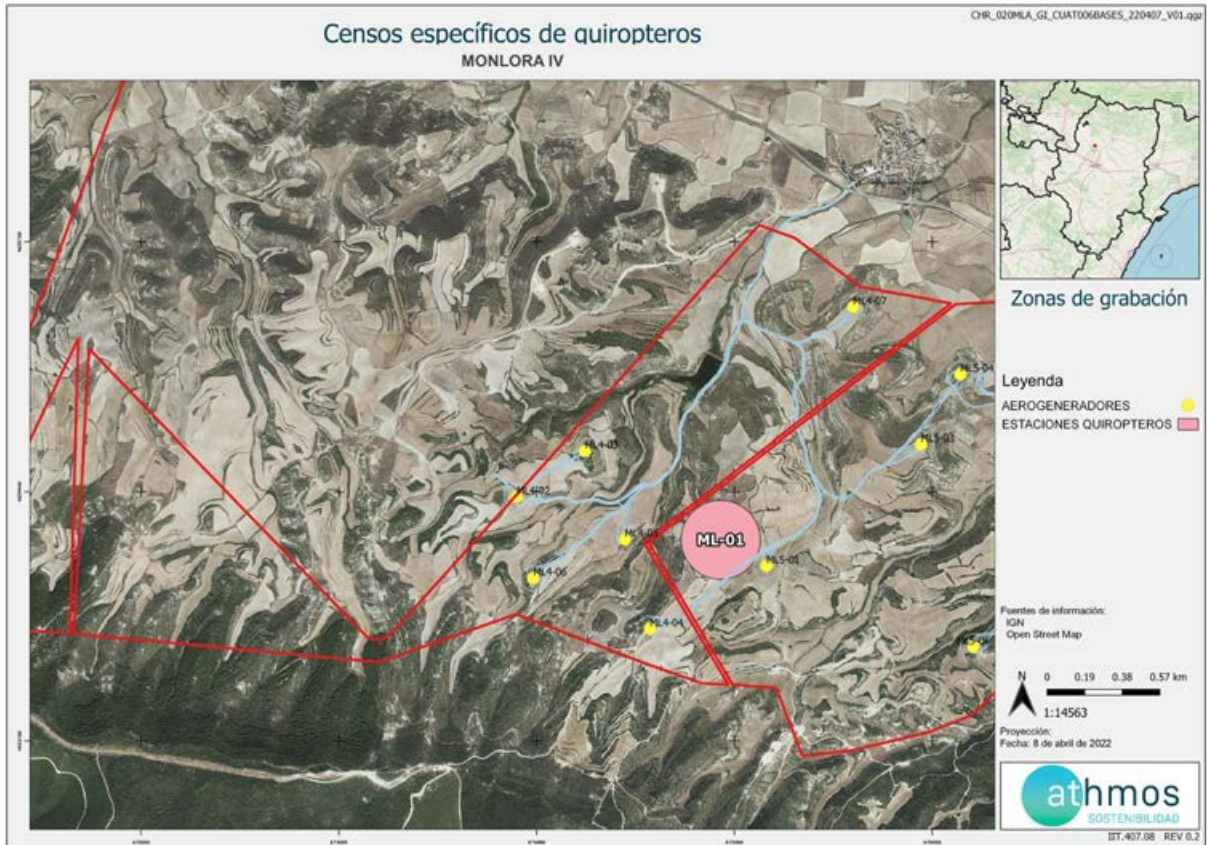 CHR_020MLA_GI_CUAT006BASES_220407_V01.qgz
Censos específicos de quiropteros
MONLORA IV
ML4-07
ML5-04
ML5-03
ML4-03
ML4-02
ML-01
ML5-01
ML4-06
ML4-04
Zonas de grabación
Leyenda
AEROGENERADORES
ESTACIONES QUIROPTEROS
Fuentes de información:
IGN
Open Street Map
N 0 0.19 0.38 0.57 km
1:14563
Proyección:
Fecha: 8 de abril de 2022
athmos
SOSTENIBILIDAD
IIT.407.08 REV 0.2